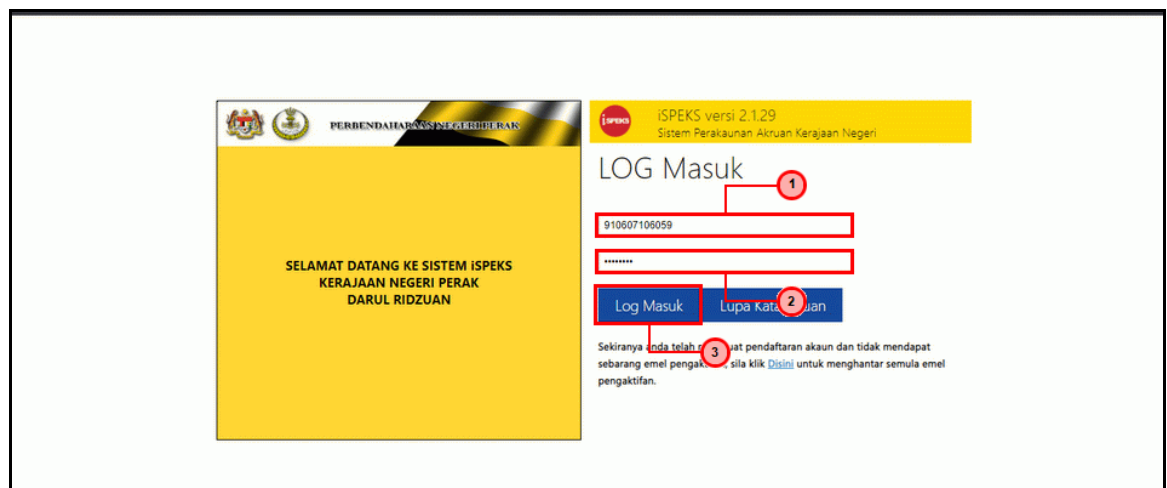 PERBENDAHARAAN NEGERI PERAK
SELAMAT DATANG KE SISTEM iSPEKS
KERAJAAN NEGERI PERAK
DARUL RIDZUAN
iSPEKS
iSPEKS versi 2.1.29
Sistem Perakaunan Akruan Kerajaan Negeri
LOG Masuk
1
910607106059
••••••••
2
Log Masuk Lupa
3
Sekiranya anda telah pendaftaran akaun dan tidak mendapat
sebarang emel sila klik Disini untuk menghantar semula emel
pengaktifan.